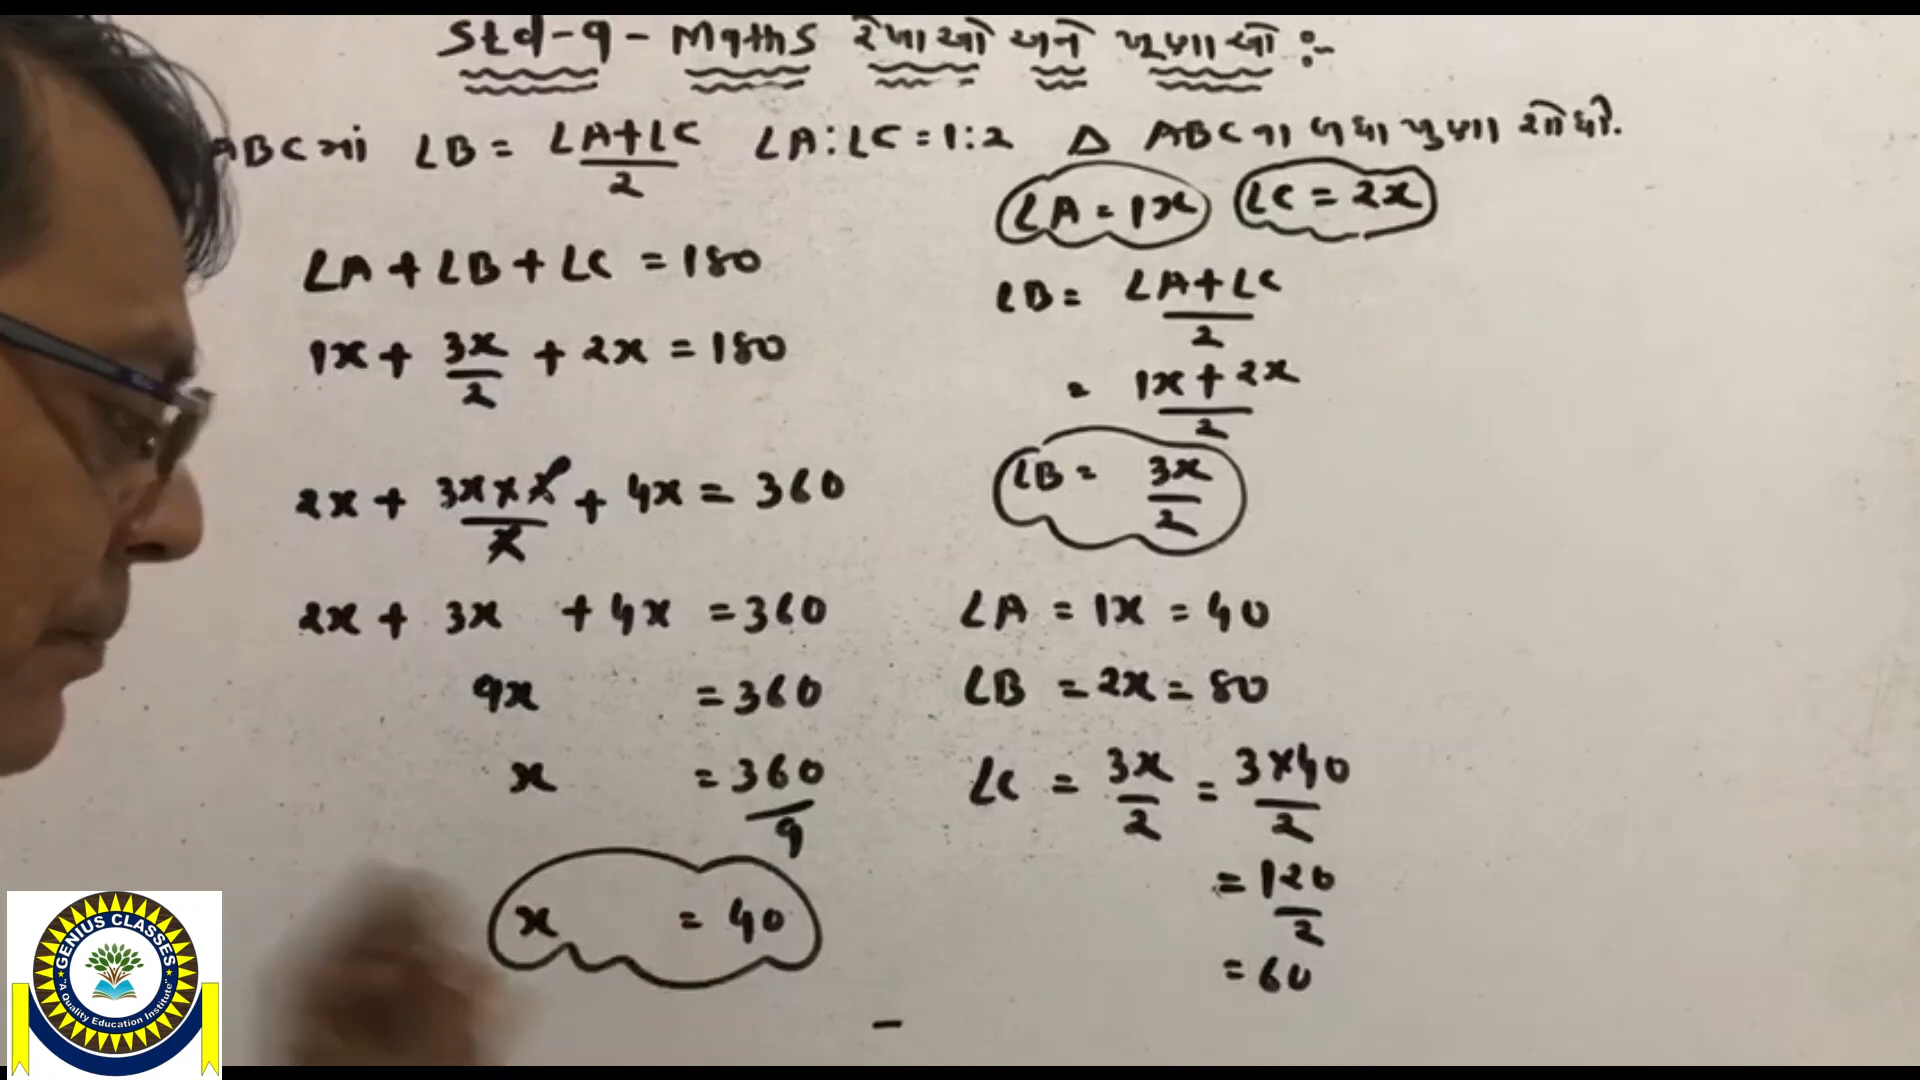 Std-9-Maths રેખાઓ અને ખૂણાઓ :-
ABC માં ∠B = ∠A+∠C/2 ∠A:∠C=1:2 △ ABC ના બધા ખુણા શોધો.
∠A = 1x ∠C = 2x
∠A + ∠B + ∠C = 180
1x + 3x/2 + 2x = 180
2x + 3x×2/2 + 4x = 360
2x + 3x + 4x = 360
9x = 360
x = 360/9
x = 40
∠B = ∠A+∠C/2
= 1x+2x/2
∠B = 3x/2
∠A = 1x = 40
∠B = 2x = 80
∠C = 3x/2 = 3×40/2
= 120/2
= 60
GENIUS CLASSES
"A Quality Education Institute"